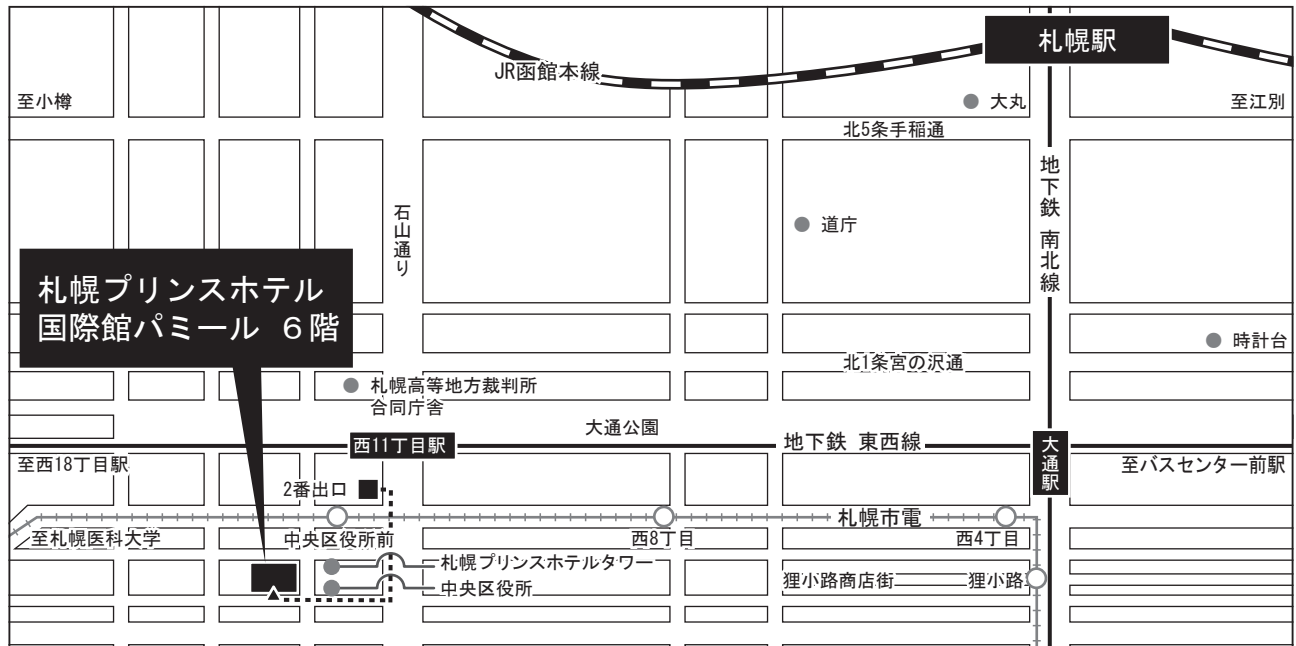 札幌駅
JR函館本線
至小樽
大丸
至江別
北5条手稲通
地下鉄 南北線
石山通り
道庁
札幌プリンスホテル
国際館パミール 6階
時計台
北1条宮の沢通
札幌高等地方裁判所
合同庁舎
大通公園
西11丁目駅
地下鉄 東西線
大通駅
至西18丁目駅
至バスセンター前駅
2番出口
札幌市電
至札幌医科大学
中央区役所前
西8丁目
西4丁目
札幌プリンスホテルタワー
中央区役所
狸小路商店街
狸小路